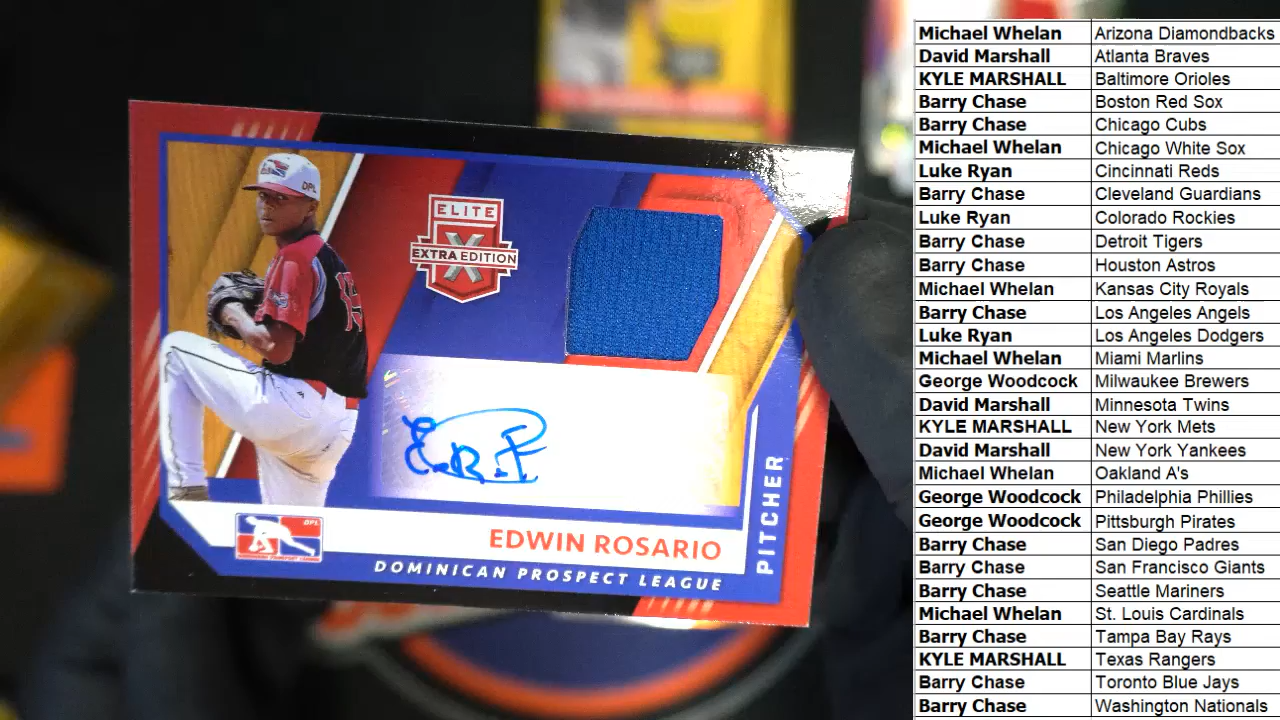 DPL
15
ELITE
X
EXTRA EDITION
DPL
EDWIN ROSARIO
DOMINICAN PROSPECT LEAGUE
PITCHER
Michael Whelan Arizona Diamondbacks
David Marshall Atlanta Braves
KYLE MARSHALL Baltimore Orioles
Barry Chase Boston Red Sox
Barry Chase Chicago Cubs
Michael Whelan Chicago White Sox
Luke Ryan Cincinnati Reds
Barry Chase Cleveland Guardians
Luke Ryan Colorado Rockies
Barry Chase Detroit Tigers
Barry Chase Houston Astros
Michael Whelan Kansas City Royals
Barry Chase Los Angeles Angels
Luke Ryan Los Angeles Dodgers
Michael Whelan Miami Marlins
George Woodcock Milwaukee Brewers
David Marshall Minnesota Twins
KYLE MARSHALL New York Mets
David Marshall New York Yankees
Michael Whelan Oakland A's
George Woodcock Philadelphia Phillies
George Woodcock Pittsburgh Pirates
Barry Chase San Diego Padres
Barry Chase San Francisco Giants
Barry Chase Seattle Mariners
Michael Whelan St. Louis Cardinals
Barry Chase Tampa Bay Rays
KYLE MARSHALL Texas Rangers
Barry Chase Toronto Blue Jays
Barry Chase Washington Nationals